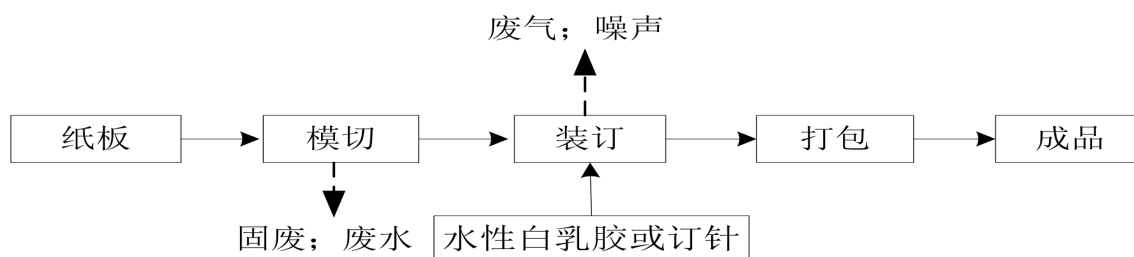 废气；噪声
纸板
模切
装订
打包
成品
固废；废水
水性白乳胶或订针